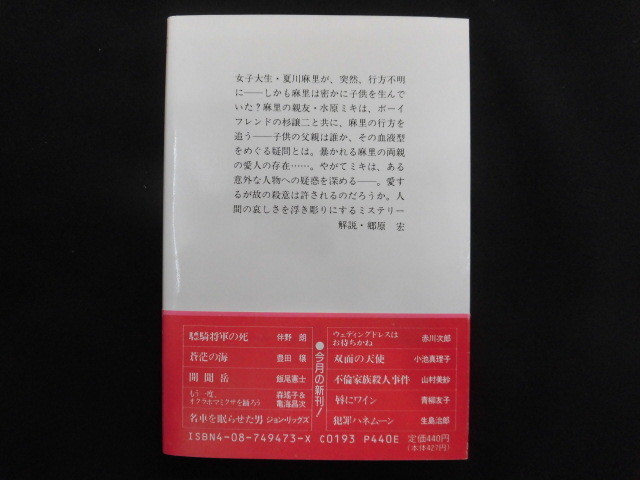 女子大生・夏川麻里が、突然、行方不明
に――しかも麻里は密かに子供を生んで
いた？麻里の親友・水原ミキは、ボーイ
フレンドの杉譲二と共に、麻里の行方を
追う――子供の父親は誰か、その血液型
をめぐる疑問とは。暴かれる麻里の両親
の愛人の存在……。やがてミキは、ある
意外な人物への疑惑を深める――。愛す
るが故の殺意は許されるのだろうか。人
間の哀しさを浮き彫りにするミステリー
解説・郷原 宏
驃騎将軍の死 伴野 朗
蒼茫の海 豊田 穣
開聞岳 飯尾憲士
もう一度、
オクラホマミクサを踊ろう 森瑤子&
亀海昌次
名車を眠らせた男 ジョン・リッグズ
●今月の新刊！
ウェディングドレスは
お待ちかね 赤川次郎
双面の天使 小池真理子
不倫家族殺人事件 山村美紗
唇にワイン 青柳友子
犯罪ハネムーン 生島治郎
ISBN4-08-749473-X C0193 P440E 定価440円
(本体427円)